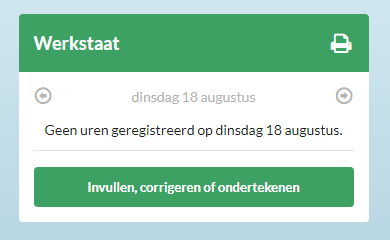 Werkstaat
dinsdag 18 augustus
Geen uren geregistreerd op dinsdag 18 augustus.
Invullen, corrigeren of ondertekenen